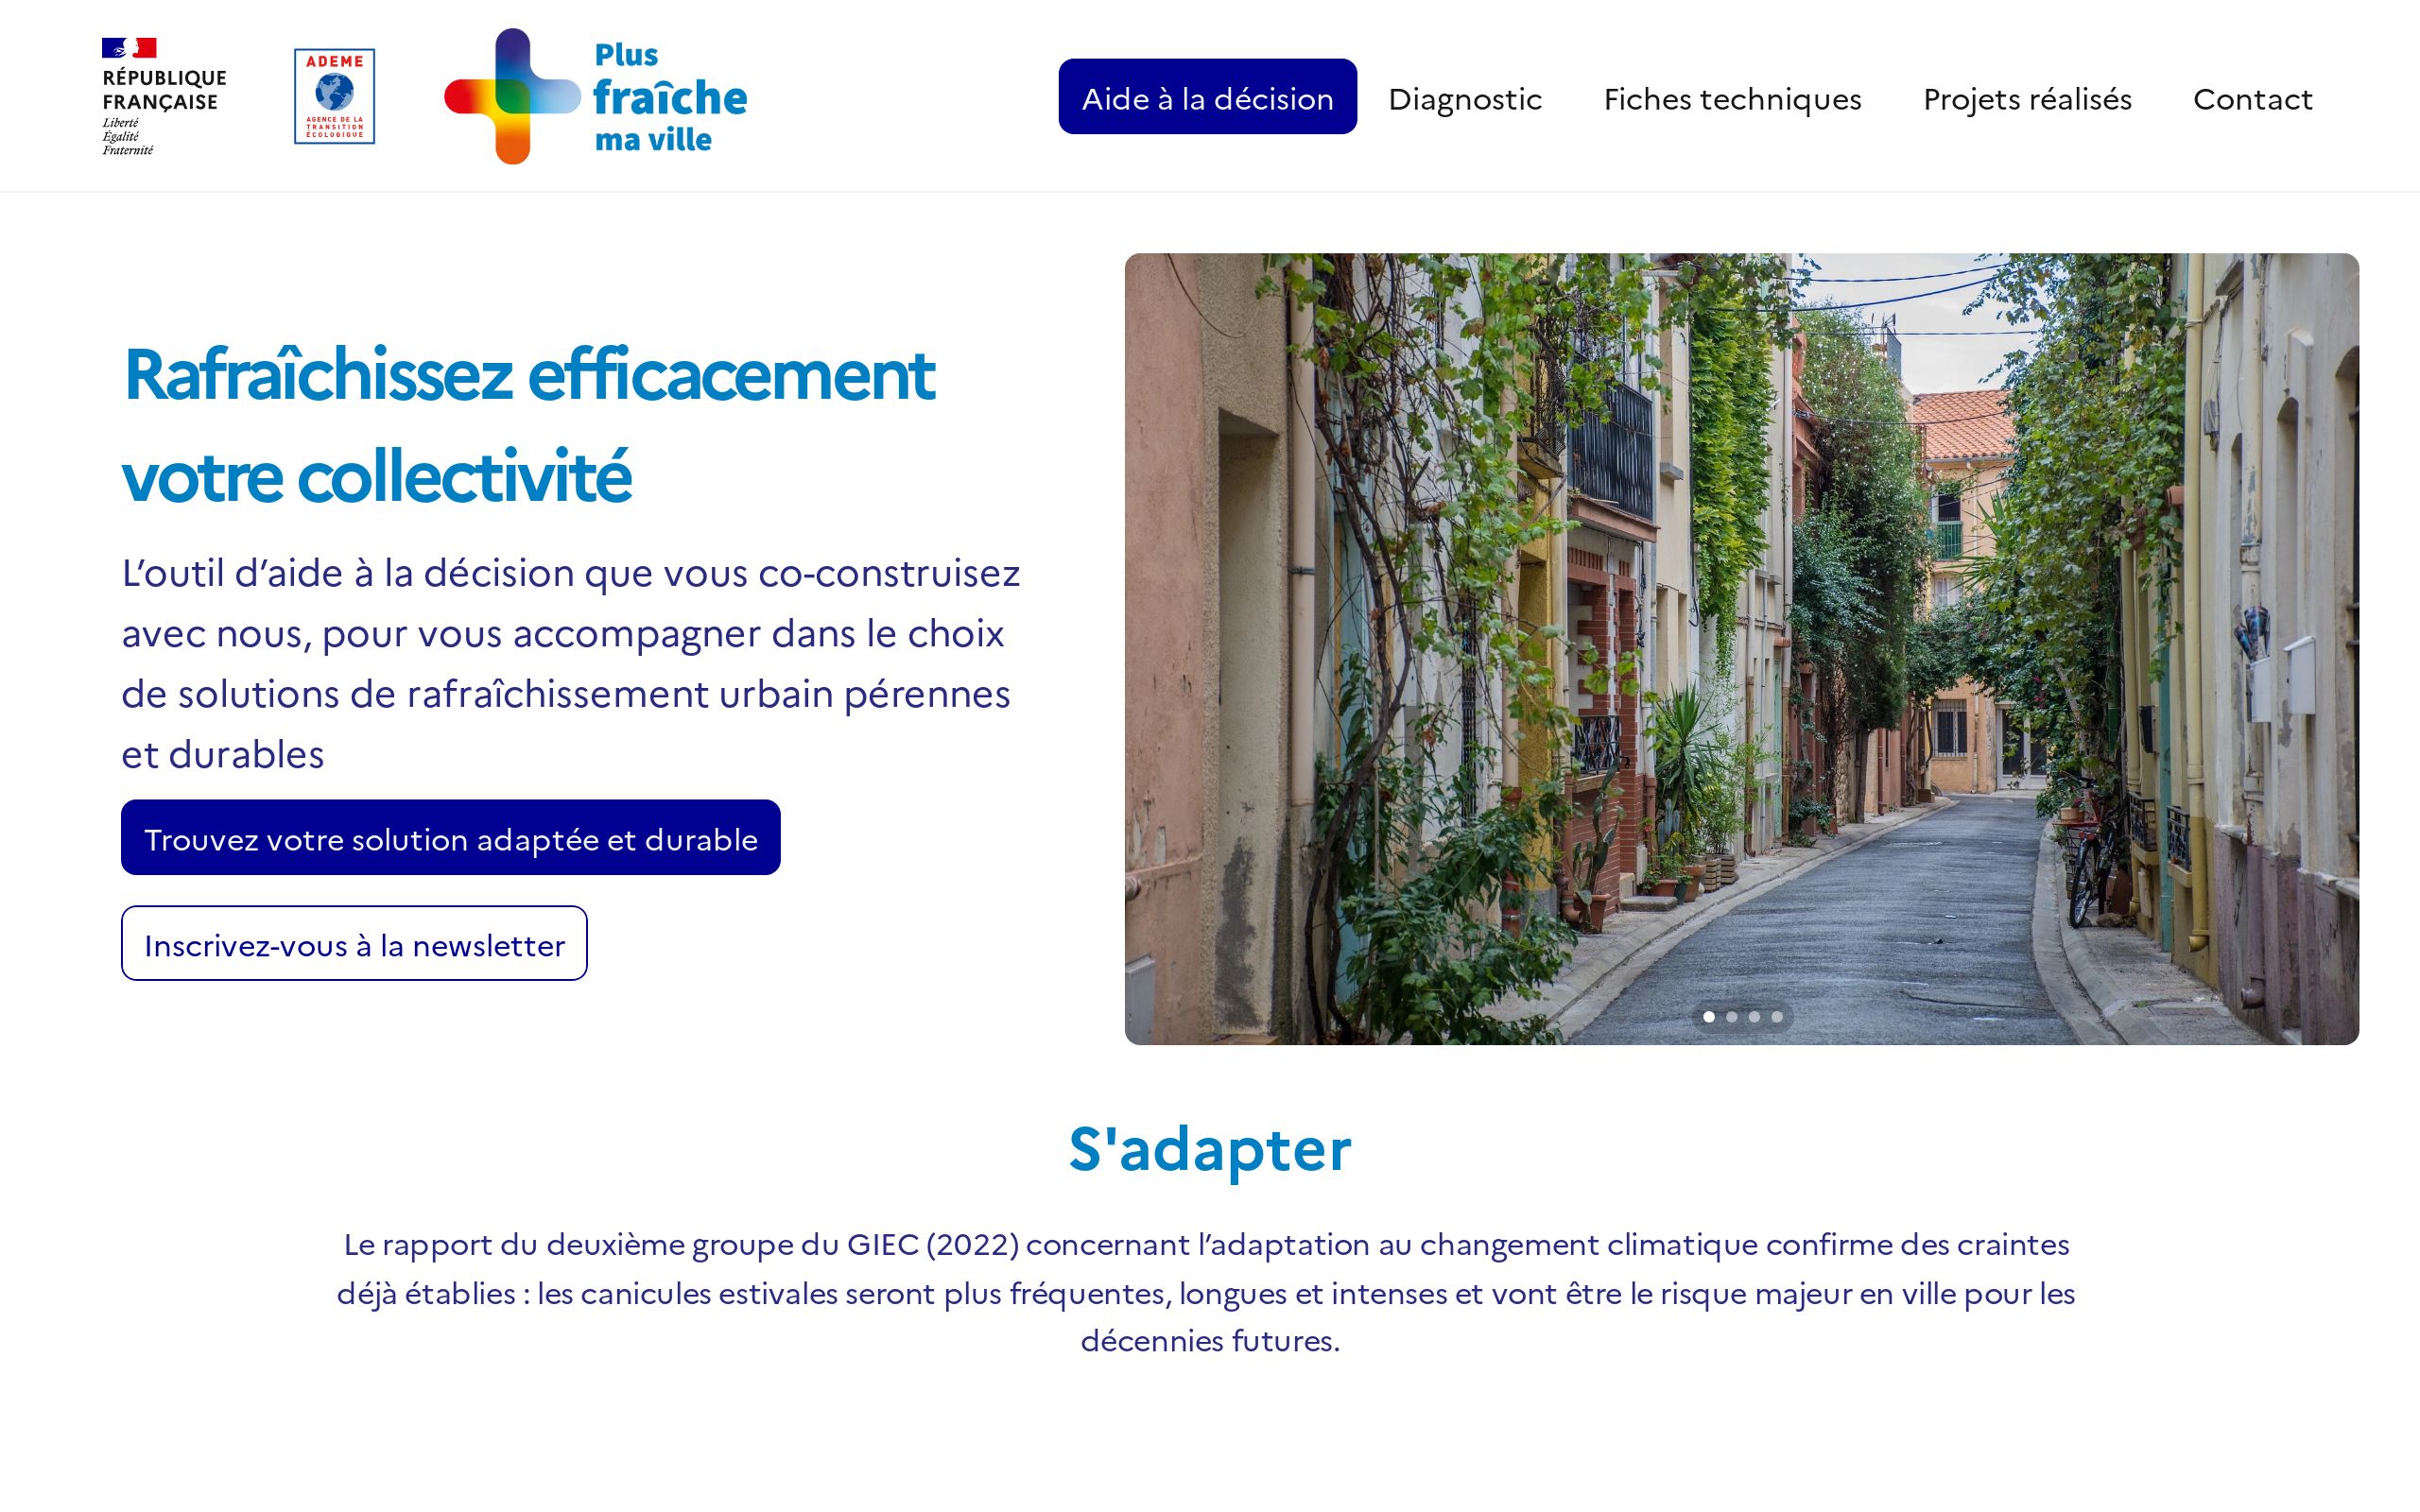 RÉPUBLIQUE
FRANÇAISE
Liberté
Égalité
Fraternité
ADEME
AGENCE DE LA
TRANSITION
ÉCOLOGIQUE
Plus
fraîche
ma ville
Aide à la décision
Diagnostic
Fiches techniques
Projets réalisés
Contact
Rafraîchissez efficacement
votre collectivité
L’outil d’aide à la décision que vous co-construisez
avec nous, pour vous accompagner dans le choix
de solutions de rafraîchissement urbain pérennes
et durables
Trouvez votre solution adaptée et durable
Inscrivez-vous à la newsletter
S'adapter
Le rapport du deuxième groupe du GIEC (2022) concernant l’adaptation au changement climatique confirme des craintes
déjà établies : les canicules estivales seront plus fréquentes, longues et intenses et vont être le risque majeur en ville pour les
décennies futures.